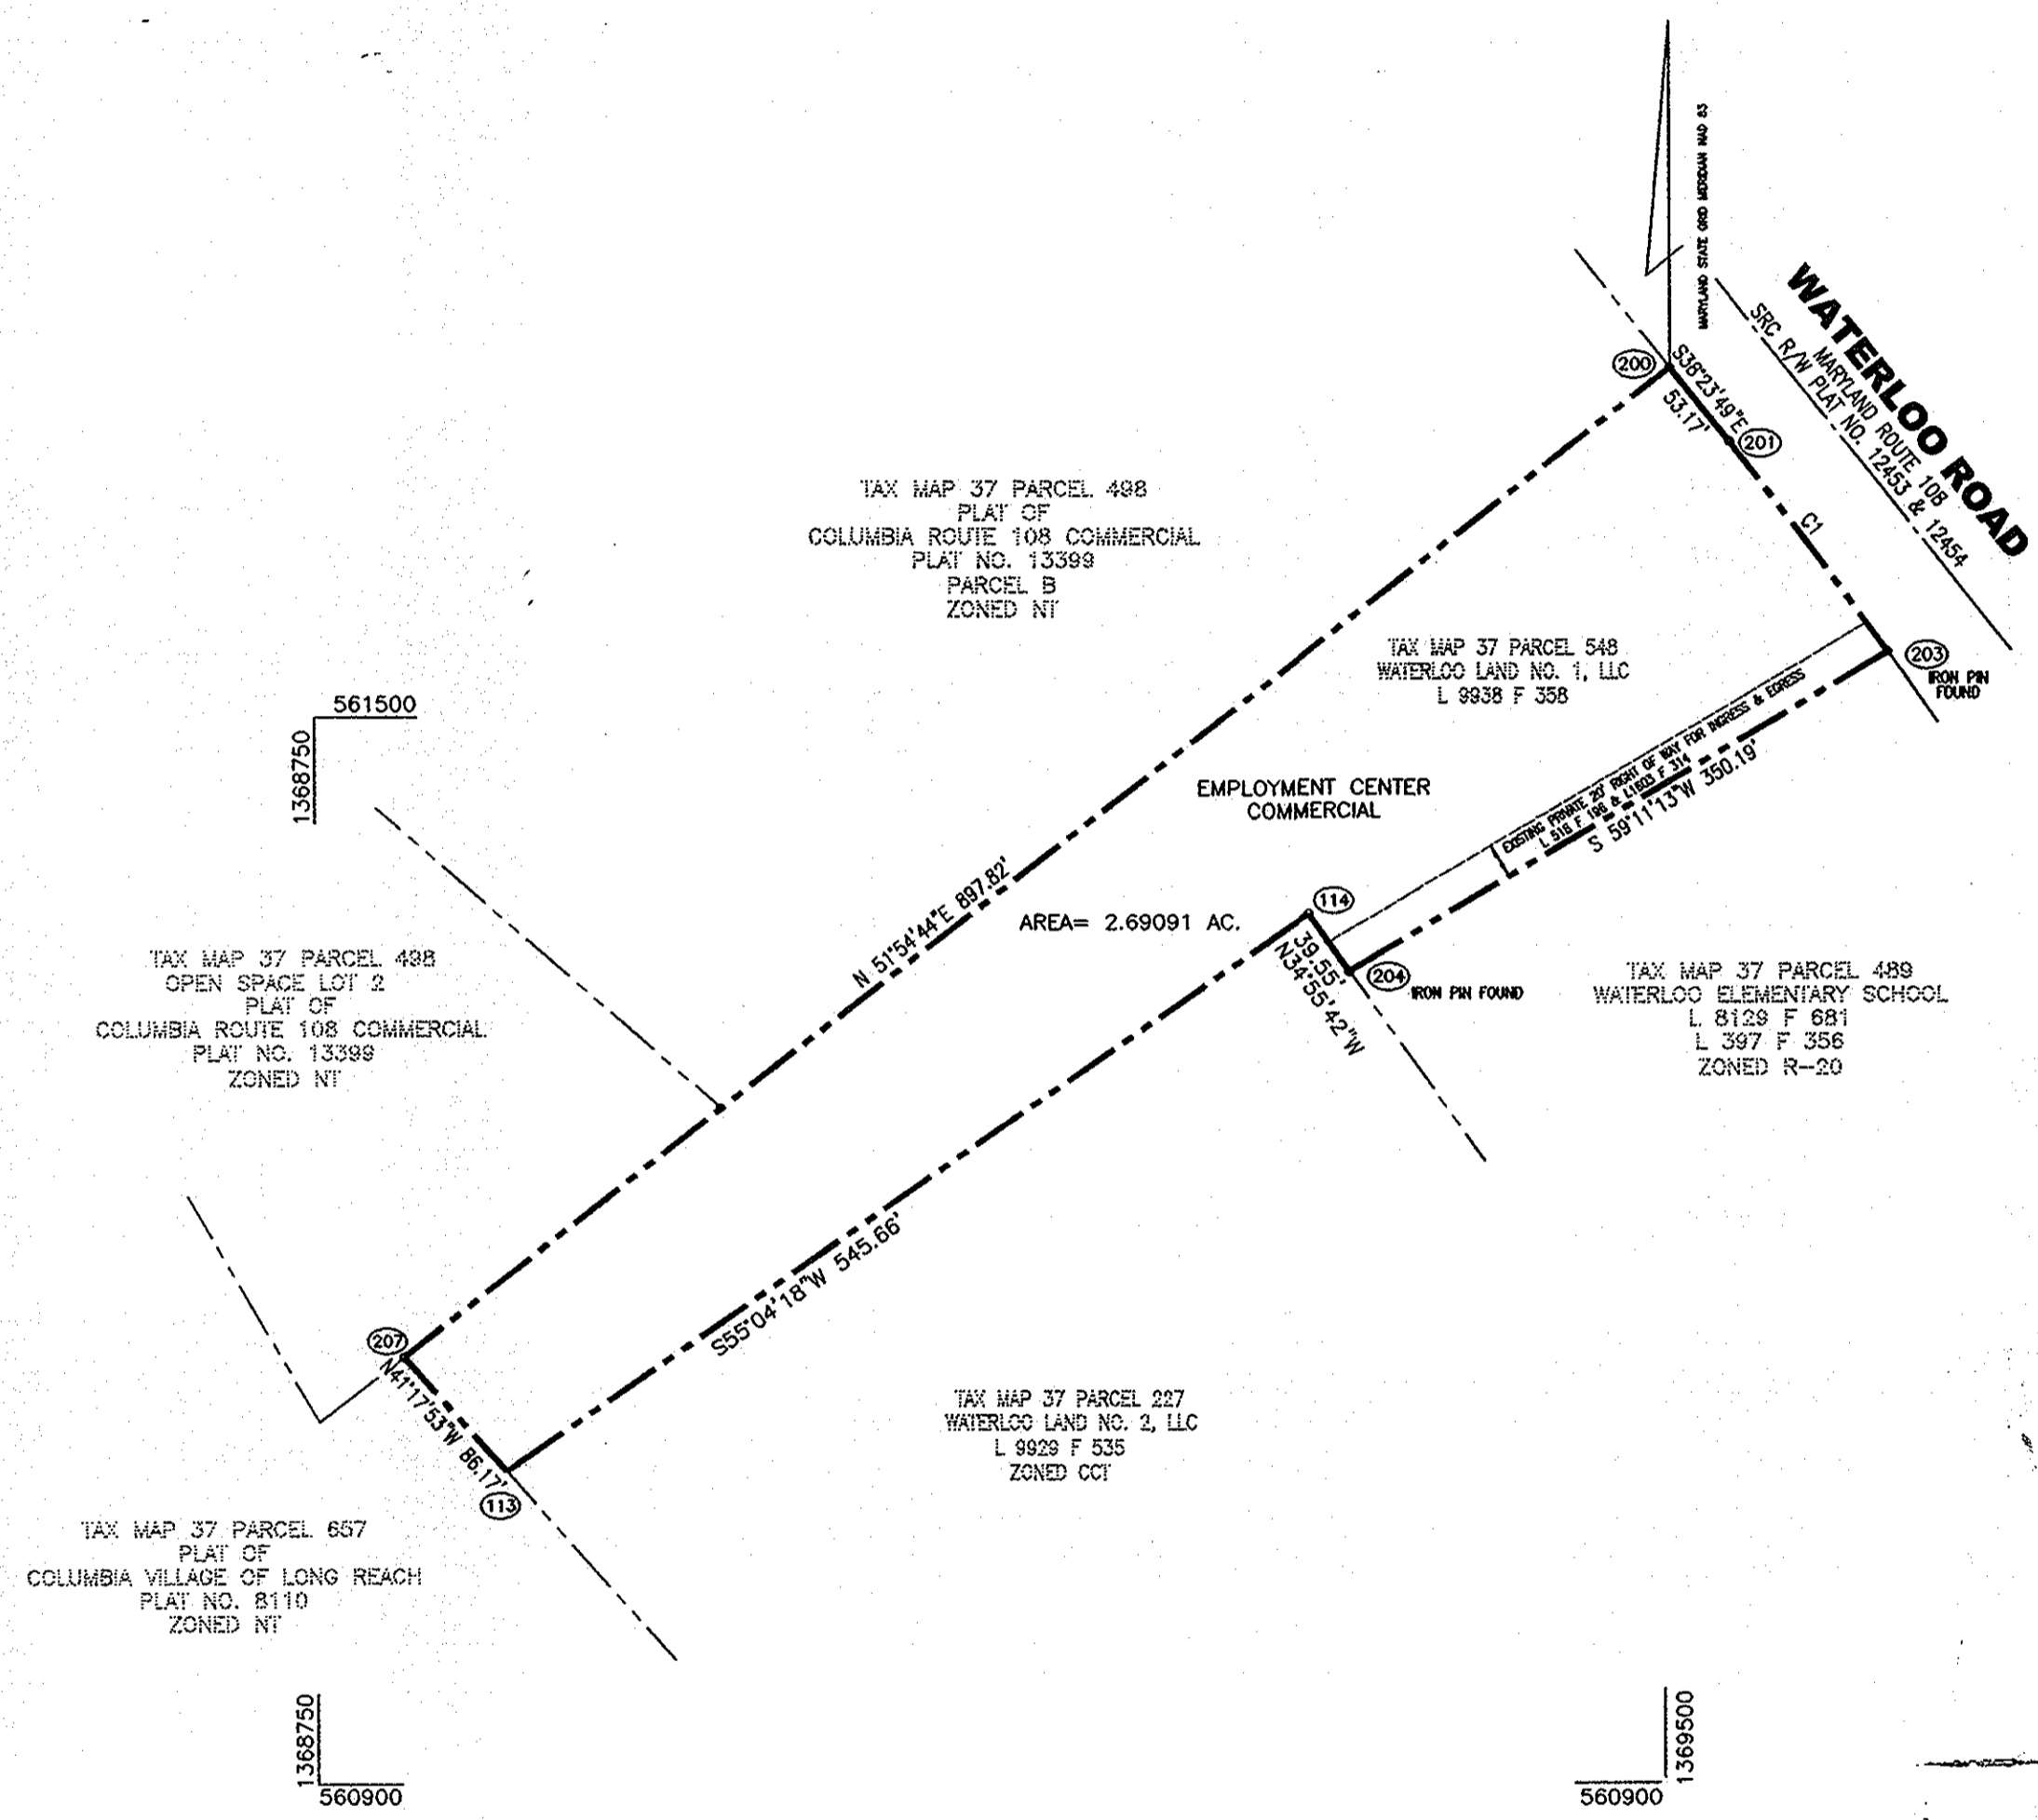 MARYLAND STATE GRID MERIDIAN NAD 83
WATERLOO ROAD
MARYLAND ROUTE 108
SRC R/W PLAT NO. 12453 & 12454
200
S38°23'49"E
53.17'
201
C1
203
IRON PIN
FOUND
TAX MAP 37 PARCEL 498
PLAT OF
COLUMBIA ROUTE 108 COMMERCIAL
PLAT NO. 13399
PARCEL B
ZONED NT
TAX MAP 37 PARCEL 548
WATERLOO LAND NO. 1, LLC
L 9938 F 358
561500
1368750
EMPLOYMENT CENTER
COMMERCIAL
EXISTING PRIVATE 20' RIGHT OF WAY FOR INGRESS & EGRESS
L 518 F 196 & L1603 F 314
S 59°11'13"W 350.19'
N 51°54'44"E 897.82'
AREA= 2.69091 AC.
114
39.55'
N34°55'42"W
204
IRON PIN FOUND
TAX MAP 37 PARCEL 498
OPEN SPACE LOT 2
PLAT OF
COLUMBIA ROUTE 108 COMMERCIAL
PLAT NO. 13399
ZONED NT
TAX MAP 37 PARCEL 489
WATERLOO ELEMENTARY SCHOOL
L 8129 F 681
L 397 F 356
ZONED R-20
S55°04'18"W 545.66'
207
N41°17'53"W 86.17'
113
TAX MAP 37 PARCEL 227
WATERLOO LAND NO. 2, LLC
L 9929 F 535
ZONED CCT
TAX MAP 37 PARCEL 657
PLAT OF
COLUMBIA VILLAGE OF LONG REACH
PLAT NO. 8110
ZONED NT
1368750
560900
1369500
560900